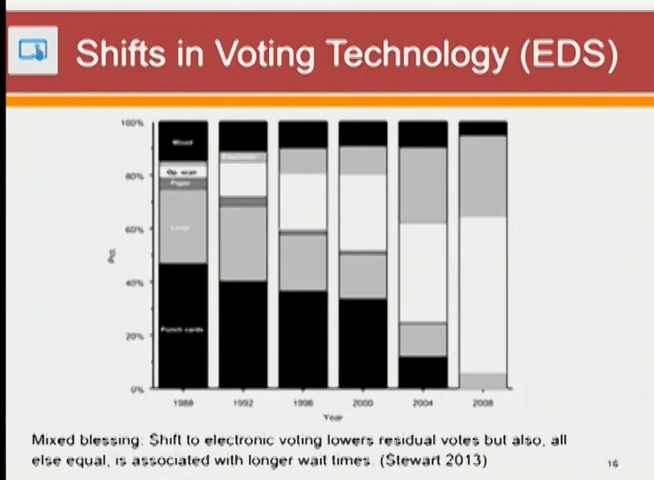 Shifts in Voting Technology (EDS)
100%
80%
60%
40%
20%
0%
Pct.
Mixed
Op. scan
Paper
Lever
Punch cards
Electronic
1988
1992
1996
2000
2004
2008
Year
Mixed blessing: Shift to electronic voting lowers residual votes but also, all
else equal, is associated with longer wait times. (Stewart 2013)
16